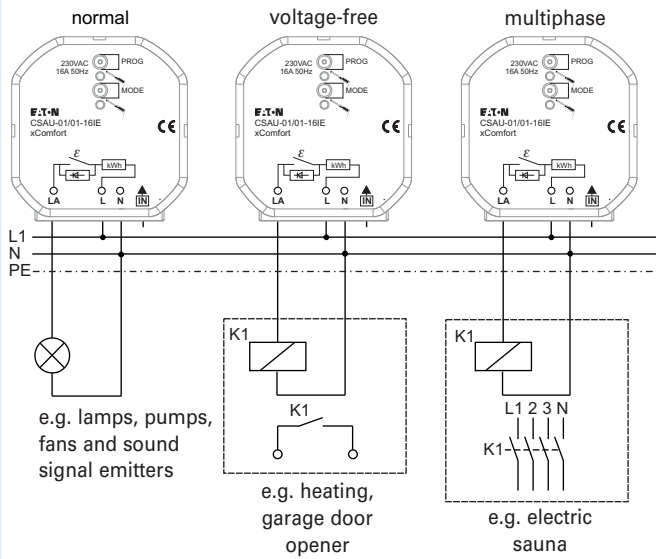 normal
230VAC
16A 50Hz
PROG
MODE
EATON
CSAU-01/01-16IE
xComfort
CE
ε
kWh
LA
L
N
IN
voltage-free
230VAC
16A 50Hz
PROG
MODE
EATON
CSAU-01/01-16IE
xComfort
CE
ε
kWh
LA
L
N
IN
multiphase
230VAC
16A 50Hz
PROG
MODE
EATON
CSAU-01/01-16IE
xComfort
CE
ε
kWh
LA
L
N
IN
L1
N
PE
e.g. lamps, pumps,
fans and sound
signal emitters
K1
K1
e.g. heating,
garage door
opener
K1
L1 2 3 N
K1
e.g. electric
sauna